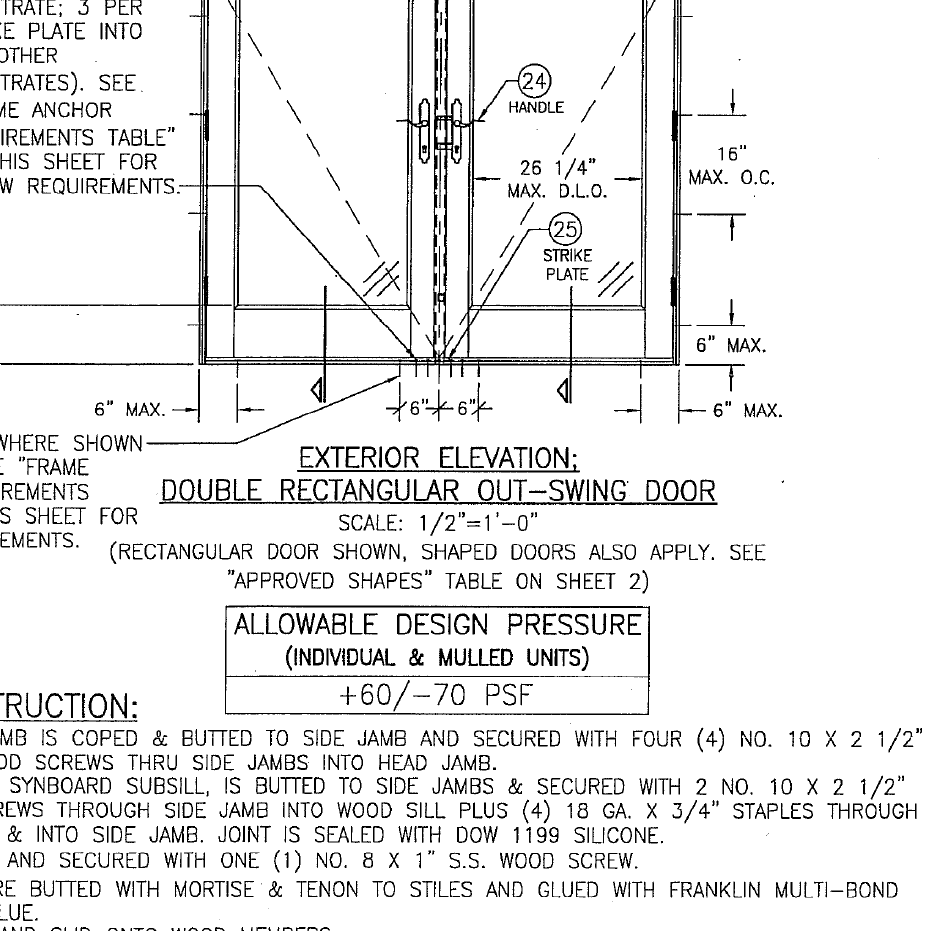 TRATE; 3 PER
KE PLATE INTO
OTHER
TRATES). SEE
ME ANCHOR
IREMENTS TABLE"
HIS SHEET FOR
W REQUIREMENTS.
24
HANDLE
26 1/4"
MAX. D.L.O.
16"
MAX. O.C.
25
STRIKE
PLATE
6" MAX.
6" MAX.
6"
6"
6" MAX.
WHERE SHOWN
E "FRAME
REMENTS
S SHEET FOR
EMENTS.
EXTERIOR ELEVATION;
DOUBLE RECTANGULAR OUT-SWING DOOR
SCALE: 1/2"=1'-0"
(RECTANGULAR DOOR SHOWN, SHAPED DOORS ALSO APPLY. SEE
"APPROVED SHAPES" TABLE ON SHEET 2)
ALLOWABLE DESIGN PRESSURE
(INDIVIDUAL & MULLED UNITS)
+60/-70 PSF
TRUCTION:
MB IS COPED & BUTTED TO SIDE JAMB AND SECURED WITH FOUR (4) NO. 10 X 2 1/2"
OD SCREWS THRU SIDE JAMBS INTO HEAD JAMB.
SYNBOARD SUBSILL, IS BUTTED TO SIDE JAMBS & SECURED WITH 2 NO. 10 X 2 1/2"
REWS THROUGH SIDE JAMB INTO WOOD SILL PLUS (4) 18 GA. X 3/4" STAPLES THROUGH
& INTO SIDE JAMB. JOINT IS SEALED WITH DOW 1199 SILICONE.
AND SECURED WITH ONE (1) NO. 8 X 1" S.S. WOOD SCREW.
RE BUTTED WITH MORTISE & TENON TO STILES AND GLUED WITH FRANKLIN MULTI-BOND
LUE.